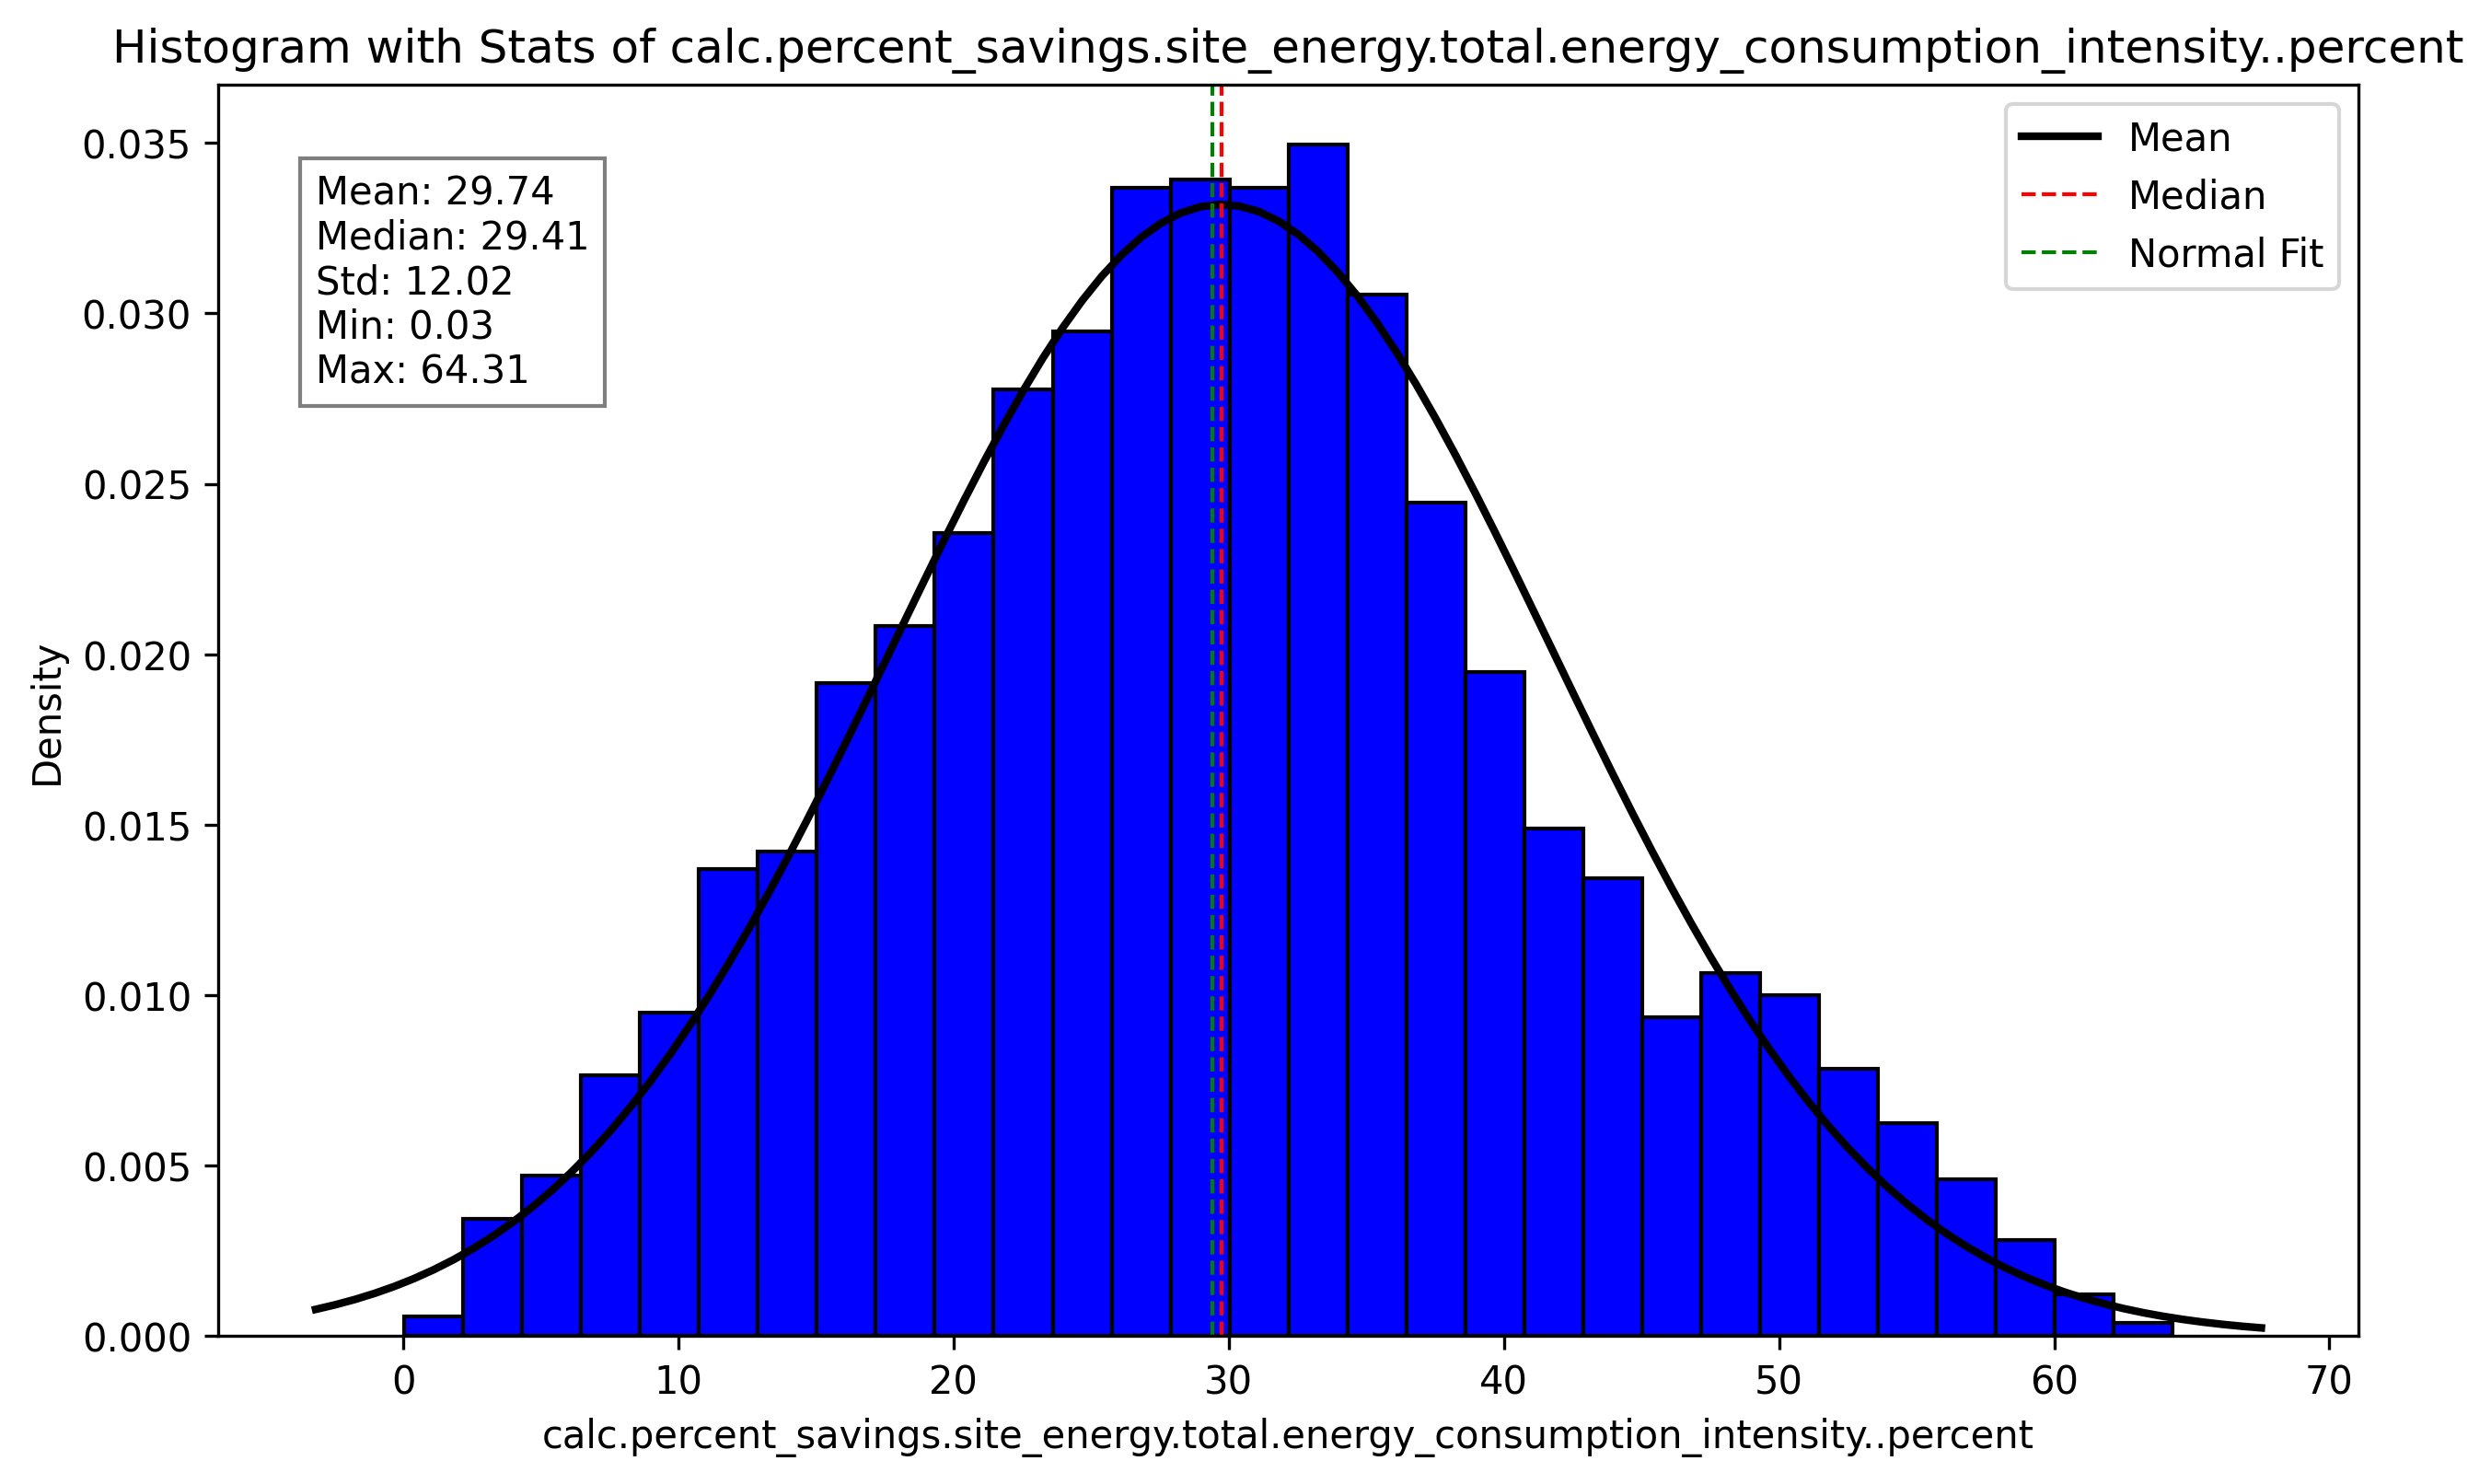 Histogram with Stats of calc.percent_savings.site_energy.total.energy_consumption_intensity..percent
Mean: 29.74
Median: 29.41
Std: 12.02
Min: 0.03
Max: 64.31
Mean
Median
Normal Fit
Density
0.035
0.030
0.025
0.020
0.015
0.010
0.005
0.000
0 10 20 30 40 50 60 70
calc.percent_savings.site_energy.total.energy_consumption_intensity..percent